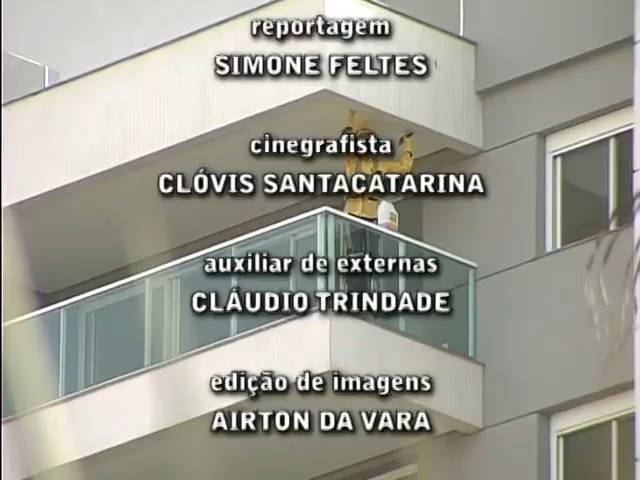 reportagem
SIMONE FELTES
cinegrafista
CLÓVIS SANTACATARINA
auxiliar de externas
CLÁUDIO TRINDADE
edição de imagens
AIRTON DA VARA